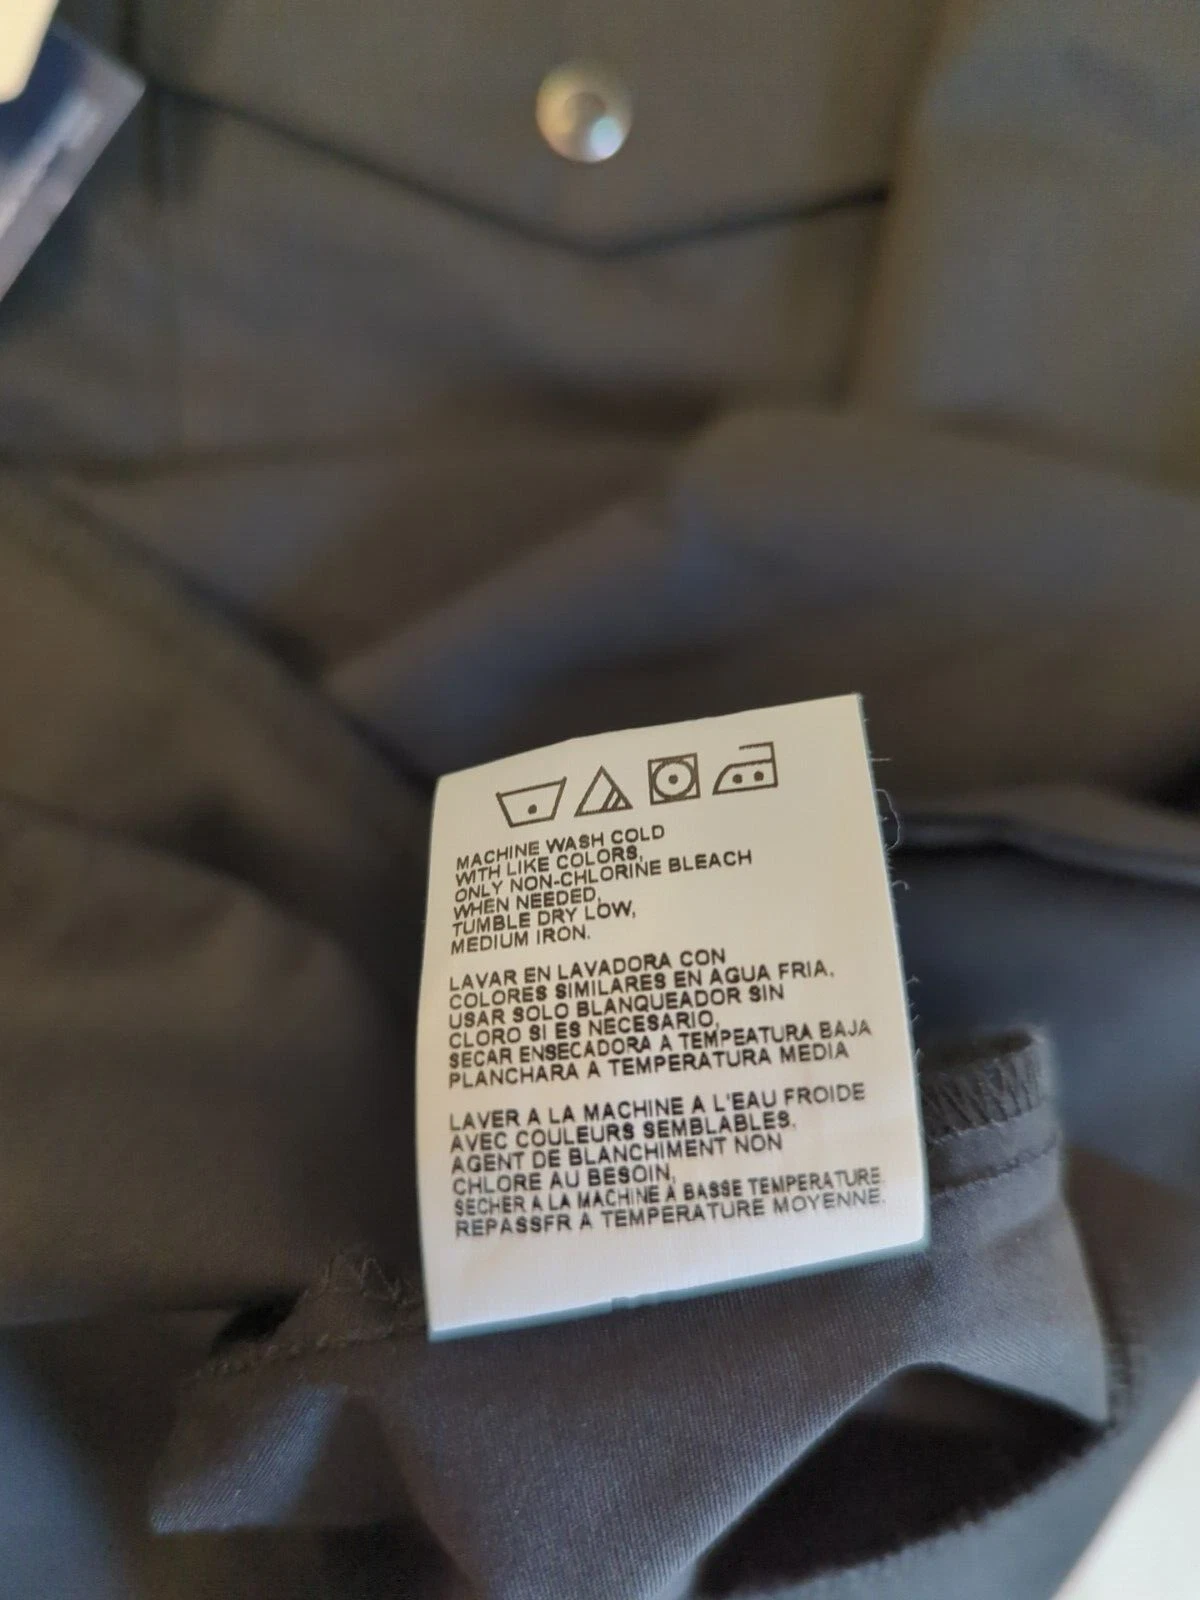 MACHINE WASH COLD
WITH LIKE COLORS,
ONLY NON-CHLORINE BLEACH
WHEN NEEDED,
TUMBLE DRY LOW,
MEDIUM IRON.
LAVAR EN LAVADORA CON
COLORES SIMILARES EN AGUA FRIA,
USAR SOLO BLANQUEADOR SIN
CLORO SI ES NECESARIO,
SECAR ENSECADORA A TEMPEATURA BAJA
PLANCHARA A TEMPERATURA MEDIA
LAVER A LA MACHINE A L'EAU FROIDE
AVEC COULEURS SEMBLABLES,
AGENT DE BLANCHIMENT NON
CHLORE AU BESOIN,
SECHER A LA MACHINE A BASSE TEMPERATURE
REPASSFR A TEMPERATURE MOYENNE.